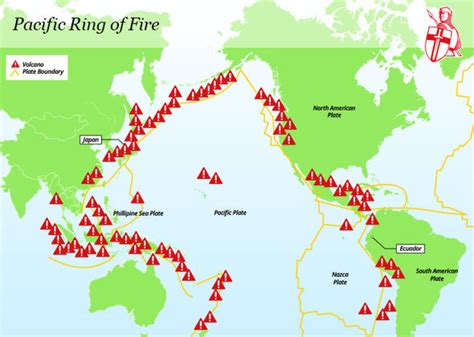 Pacific Ring of Fire
Volcano
Plate Boundary
Japan
North American
Plate
Phillipine Sea Plate
Pacific Plate
Ecuador
Nazca
Plate
South American
Plate